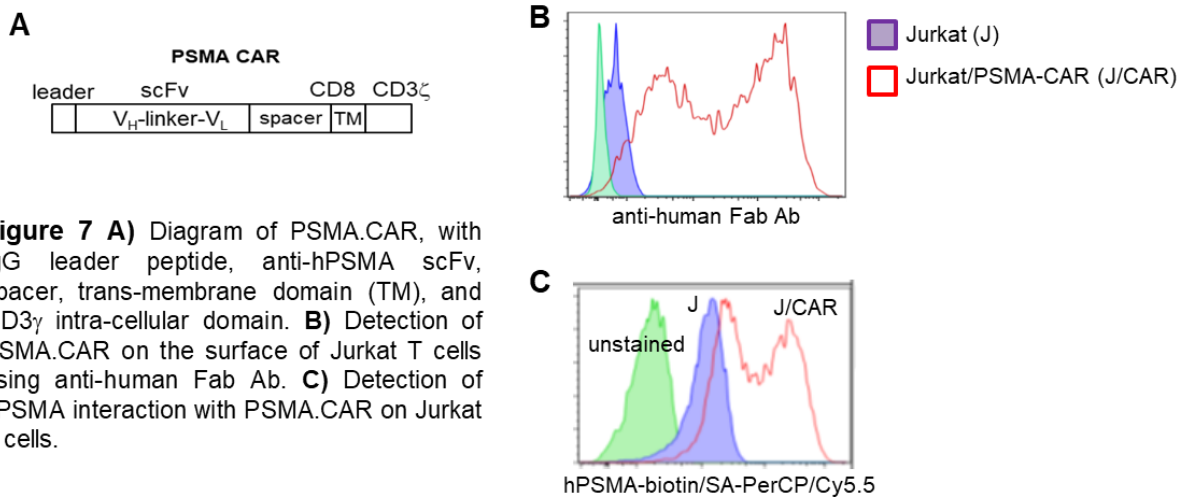 A
PSMA CAR
leader scFv CD8 CD3ζ
V_H-linker-V_L spacer TM
igure 7 A) Diagram of PSMA.CAR, with
gG leader peptide, anti-hPSMA scFv,
pacer, trans-membrane domain (TM), and
D3γ intra-cellular domain. B) Detection of
SMA.CAR on the surface of Jurkat T cells
sing anti-human Fab Ab. C) Detection of
PSMA interaction with PSMA.CAR on Jurkat
cells.
B
anti-human Fab Ab
Jurkat (J)
Jurkat/PSMA-CAR (J/CAR)
C
J J/CAR
unstained
hPSMA-biotin/SA-PerCP/Cy5.5